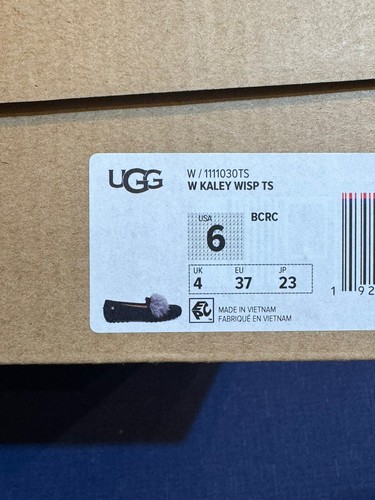 UGG
W / 1111030TS
W KALEY WISP TS
USA
6
BCRC
UK EU JP
4 37 23
MADE IN VIETNAM
FABRIQUÉ EN VIETNAM
1 92